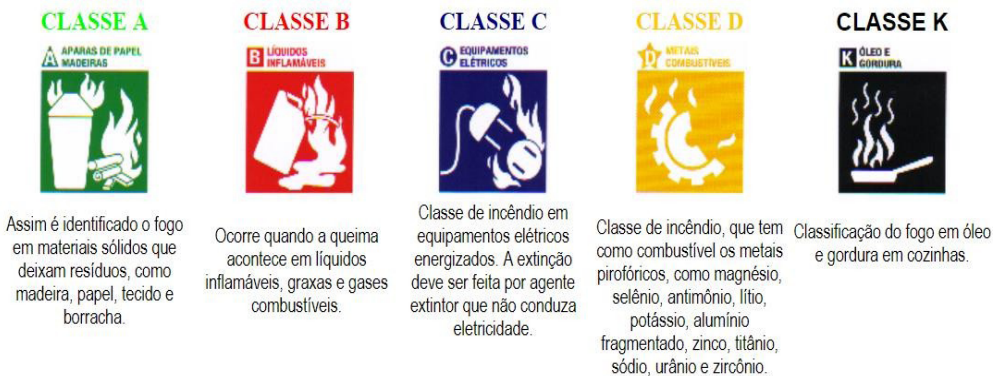 CLASSE A
A APARAS DE PAPEL
MADEIRAS
Assim é identificado o fogo
em materiais sólidos que
deixam resíduos, como
madeira, papel, tecido e
borracha.
CLASSE B
B LÍQUIDOS
INFLAMÁVEIS
Ocorre quando a queima
acontece em líquidos
inflamáveis, graxas e gases
combustíveis.
CLASSE C
C EQUIPAMENTOS
ELÉTRICOS
Classe de incêndio em
equipamentos elétricos
energizados. A extinção
deve ser feita por agente
extintor que não conduza
eletricidade.
CLASSE D
D METAIS
COMBUSTÍVEIS
Classe de incêndio, que tem
como combustível os metais
pirofóricos, como magnésio,
selênio, antimônio, lítio,
potássio, alumínio
fragmentado, zinco, titânio,
sódio, urânio e zircônio.
CLASSE K
K ÓLEO E
GORDURA
Classificação do fogo em óleo
e gordura em cozinhas.